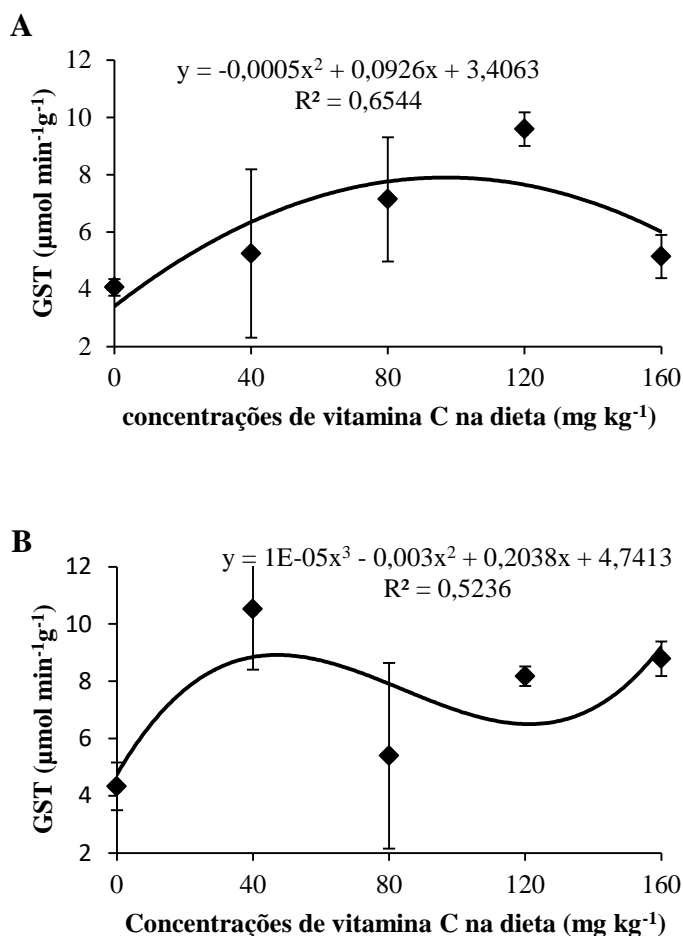 A
y = -0,0005x² + 0,0926x + 3,4063
R² = 0,6544
12
10
8
6
4
2
GST (µmol min⁻¹g⁻¹)
0 40 80 120 160
concentrações de vitamina C na dieta (mg kg⁻¹)
B
y = 1E-05x³ - 0,003x² + 0,2038x + 4,7413
R² = 0,5236
12
10
8
6
4
2
GST (µmol min⁻¹g⁻¹)
0 40 80 120 160
Concentrações de vitamina C na dieta (mg kg⁻¹)